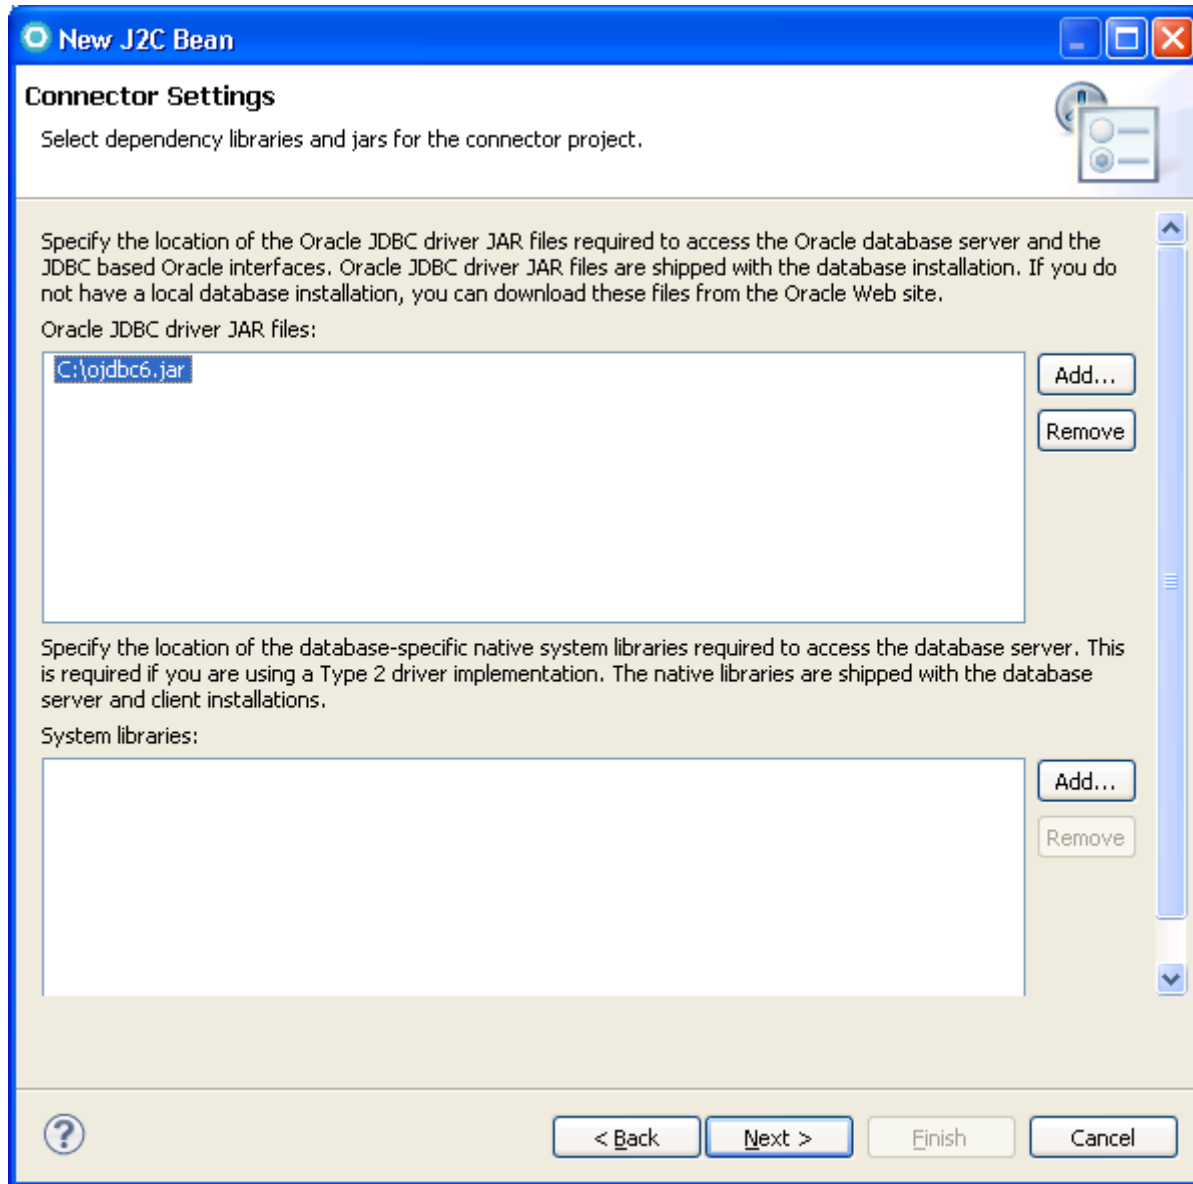 New J2C Bean
Connector Settings
Select dependency libraries and jars for the connector project.
Specify the location of the Oracle JDBC driver JAR files required to access the Oracle database server and the
JDBC based Oracle interfaces. Oracle JDBC driver JAR files are shipped with the database installation. If you do
not have a local database installation, you can download these files from the Oracle Web site.
Oracle JDBC driver JAR files:
C:\ojdbc6.jar
Add...
Remove
Specify the location of the database-specific native system libraries required to access the database server. This
is required if you are using a Type 2 driver implementation. The native libraries are shipped with the database
server and client installations.
System libraries:
Add...
Remove
?
< Back
Next >
Finish
Cancel